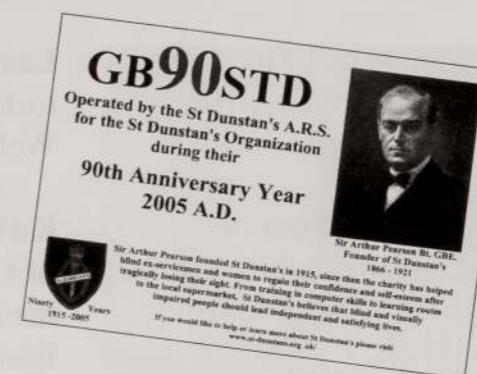 GB90STD
Operated by the St Dunstan's A.R.S.
for the St Dunstan's Organization
during their
90th Anniversary Year
2005 A.D.
Sir Arthur Pearson Bt. GBE.
Founder of St Dunstan's
1866 - 1921
Ninety Years
1915 -2005
Sir Arthur Pearson founded St Dunstan's in 1915, since then the charity has helped
blind ex-servicemen and women to regain their confidence and self-esteem after
tragically losing their sight. From training in computer skills to learning routes
to the local supermarket, St Dunstan's believes that blind and visually
impaired people should lead independent and satisfying lives.
If you would like to help or learn more about St Dunstan's please visit
www.st-dunstans.org .uk/